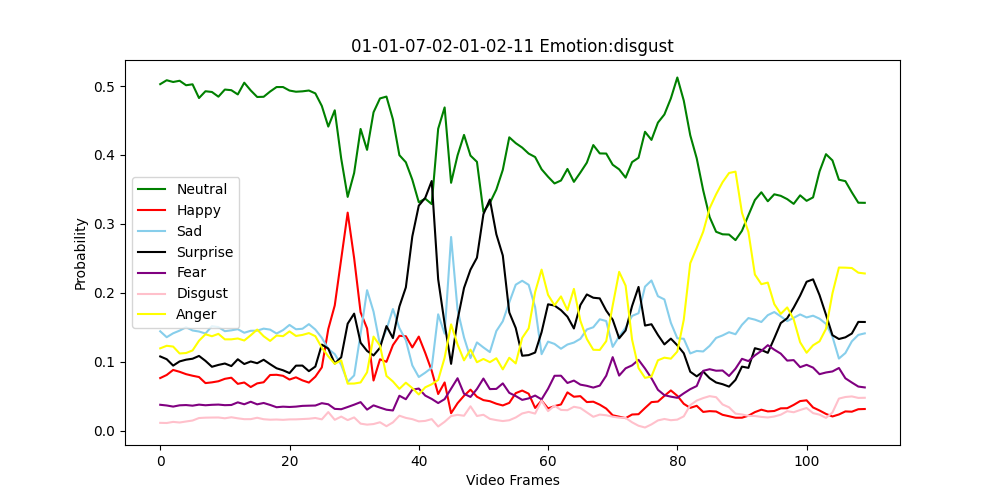 01-01-07-02-01-02-11 Emotion:disgust
Probability
0.5
0.4
0.3
0.2
0.1
0.0
Neutral
Happy
Sad
Surprise
Fear
Disgust
Anger
0 20 40 60 80 100
Video Frames